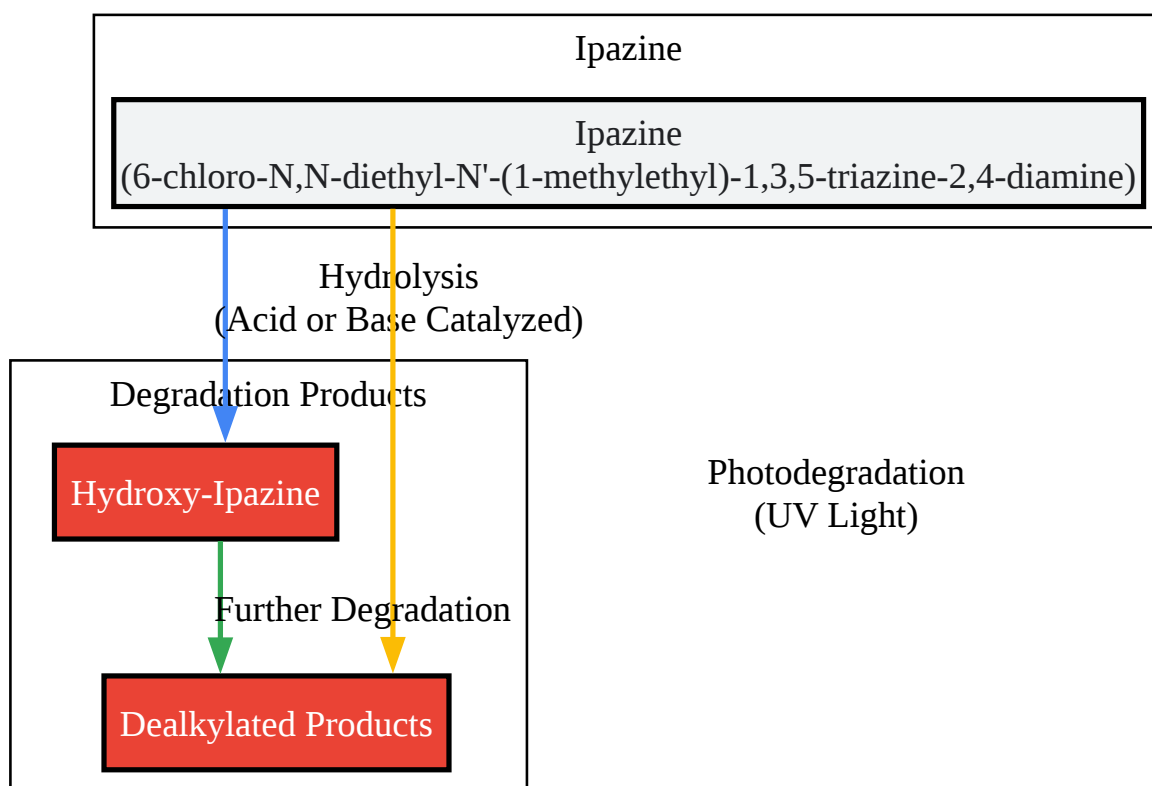 Ipazine
Ipazine
(6-chloro-N,N-diethyl-N'-(1-methylethyl)-1,3,5-triazine-2,4-diamine)
Hydrolysis
(Acid or Base Catalyzed)
Degradation Products
Hydroxy-Ipazine
Photodegradation
(UV Light)
Further Degradation
Dealkylated Products